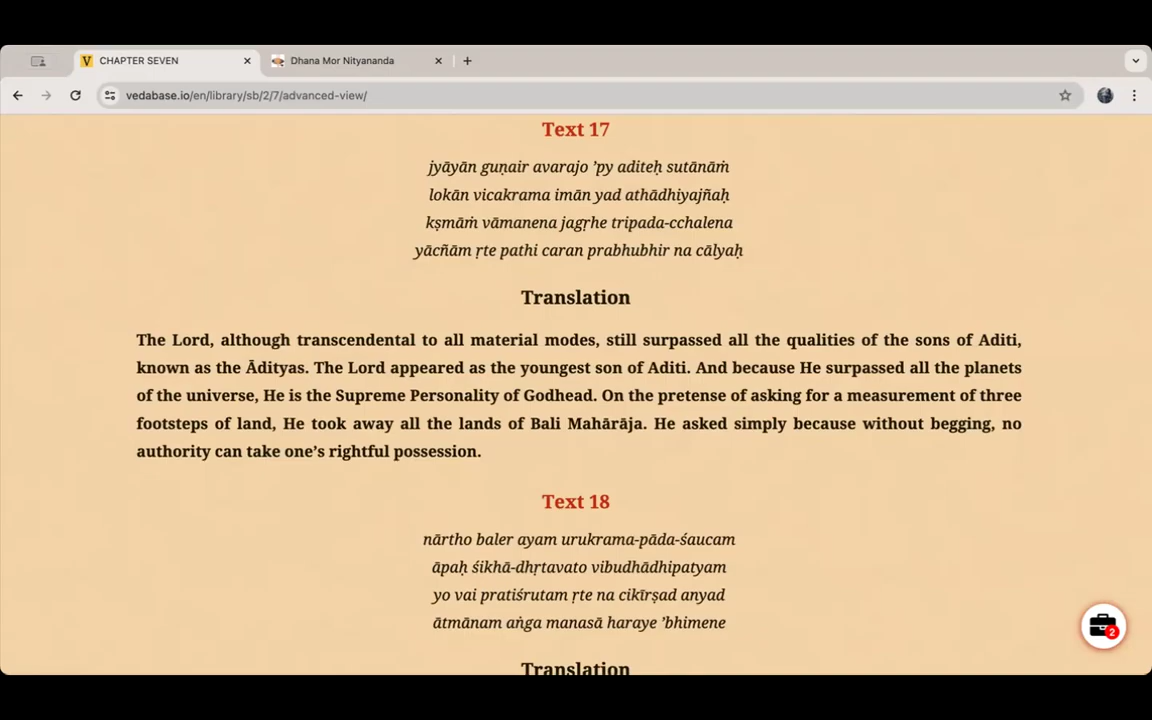 CHAPTER SEVEN
Dhana Mor Nityananda
vedabase.io/en/library/sb/2/7/advanced-view/
Text 17
jyāyān guṇair avarajo ’py aditeḥ sutānāṁ
lokān vicakrama imān yad athādhiyajñaḥ
kṣmāṁ vāmanena jagṛhe tripada-cchalena
yācñām ṛte pathi caran prabhubhir na cālyaḥ
Translation
The Lord, although transcendental to all material modes, still surpassed all the qualities of the sons of Aditi,
known as the Ādityas. The Lord appeared as the youngest son of Aditi. And because He surpassed all the planets
of the universe, He is the Supreme Personality of Godhead. On the pretense of asking for a measurement of three
footsteps of land, He took away all the lands of Bali Mahārāja. He asked simply because without begging, no
authority can take one’s rightful possession.
Text 18
nārtho baler ayam urukrama-pāda-śaucam
āpaḥ śikhā-dhṛtavato vibudhādhipatyam
yo vai pratiśrutam ṛte na cikīrṣad anyad
ātmānam aṅga manasā haraye ’bhimene
2
Translation